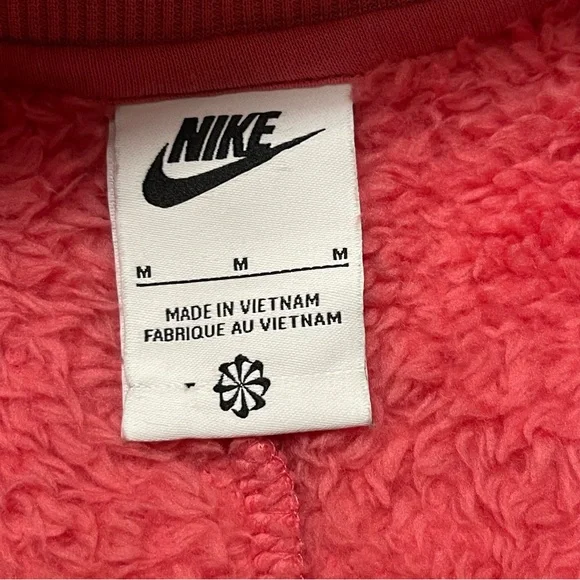 NIKE
M M M
MADE IN VIETNAM
FABRIQUE AU VIETNAM